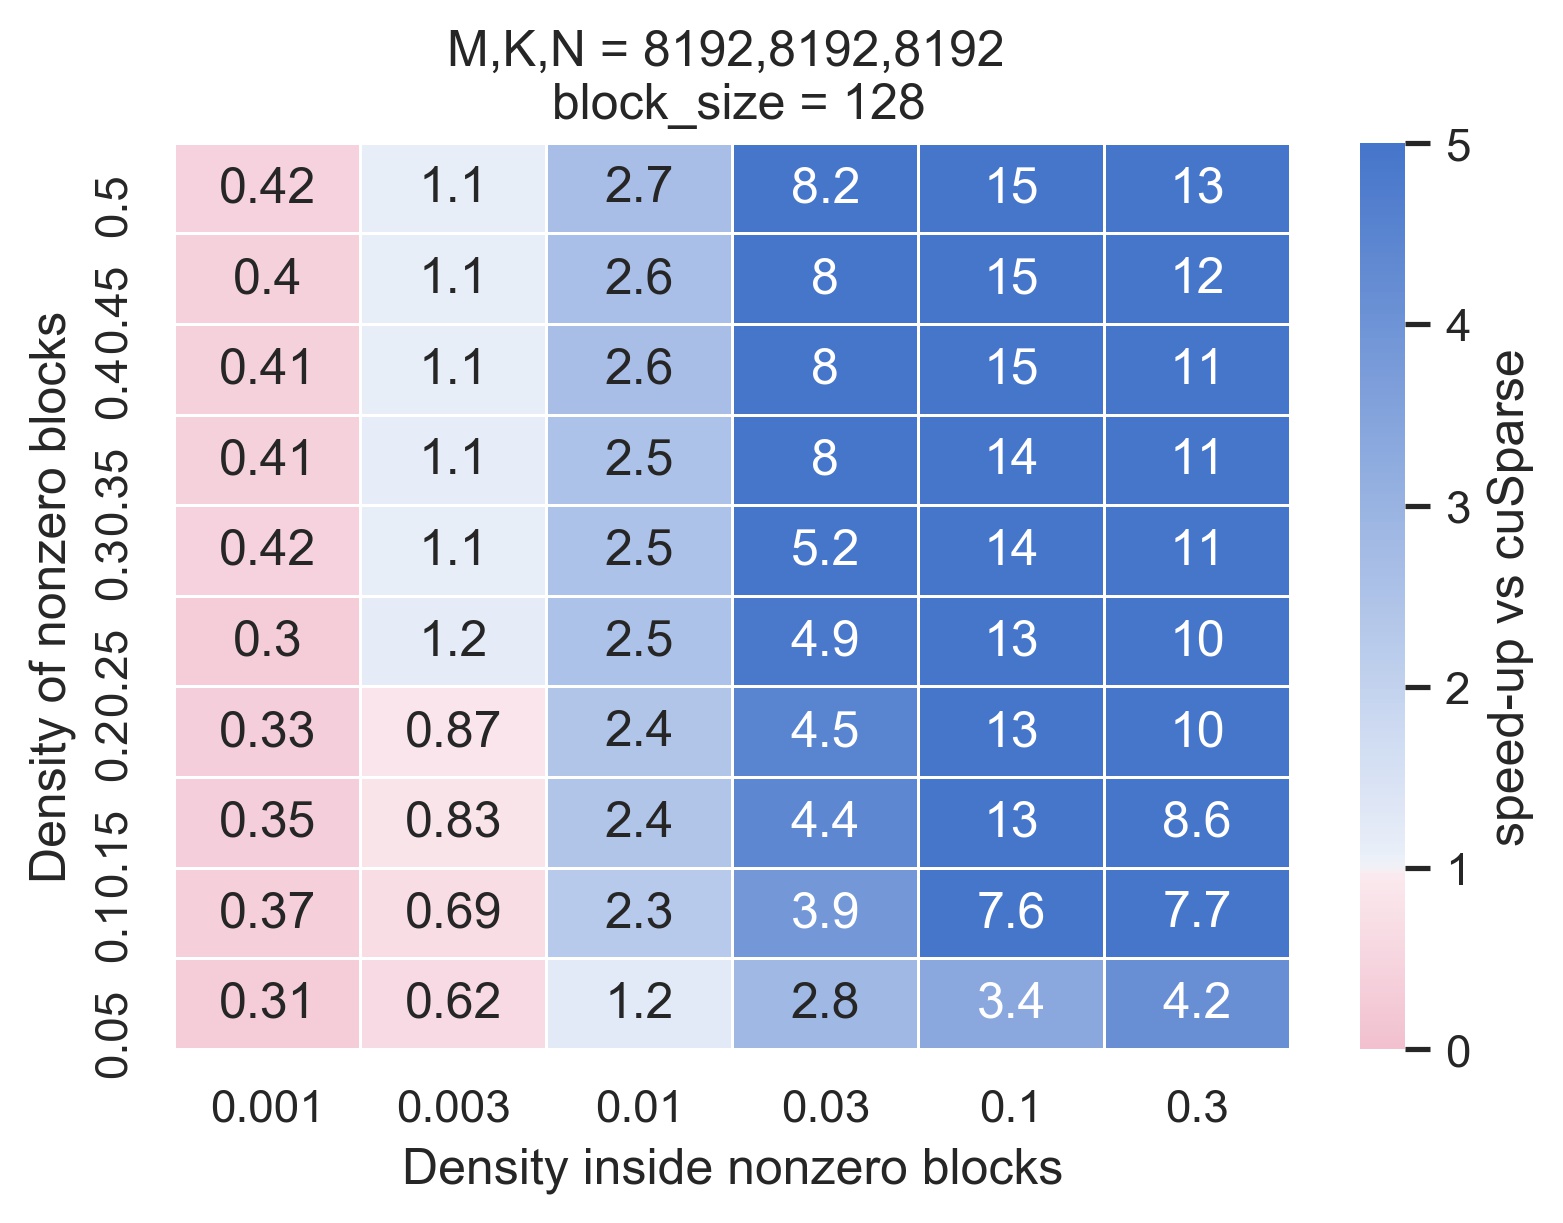 M,K,N = 8192,8192,8192
block_size = 128
Density of nonzero blocks
0.5 0.42 1.1 2.7 8.2 15 13
0.45 0.4 1.1 2.6 8 15 12
0.4 0.41 1.1 2.6 8 15 11
0.35 0.41 1.1 2.5 8 14 11
0.3 0.42 1.1 2.5 5.2 14 11
0.25 0.3 1.2 2.5 4.9 13 10
0.2 0.33 0.87 2.4 4.5 13 10
0.15 0.35 0.83 2.4 4.4 13 8.6
0.1 0.37 0.69 2.3 3.9 7.6 7.7
0.05 0.31 0.62 1.2 2.8 3.4 4.2
0.001 0.003 0.01 0.03 0.1 0.3
Density inside nonzero blocks
5
4
3
2
1
0
speed-up vs cuSparse